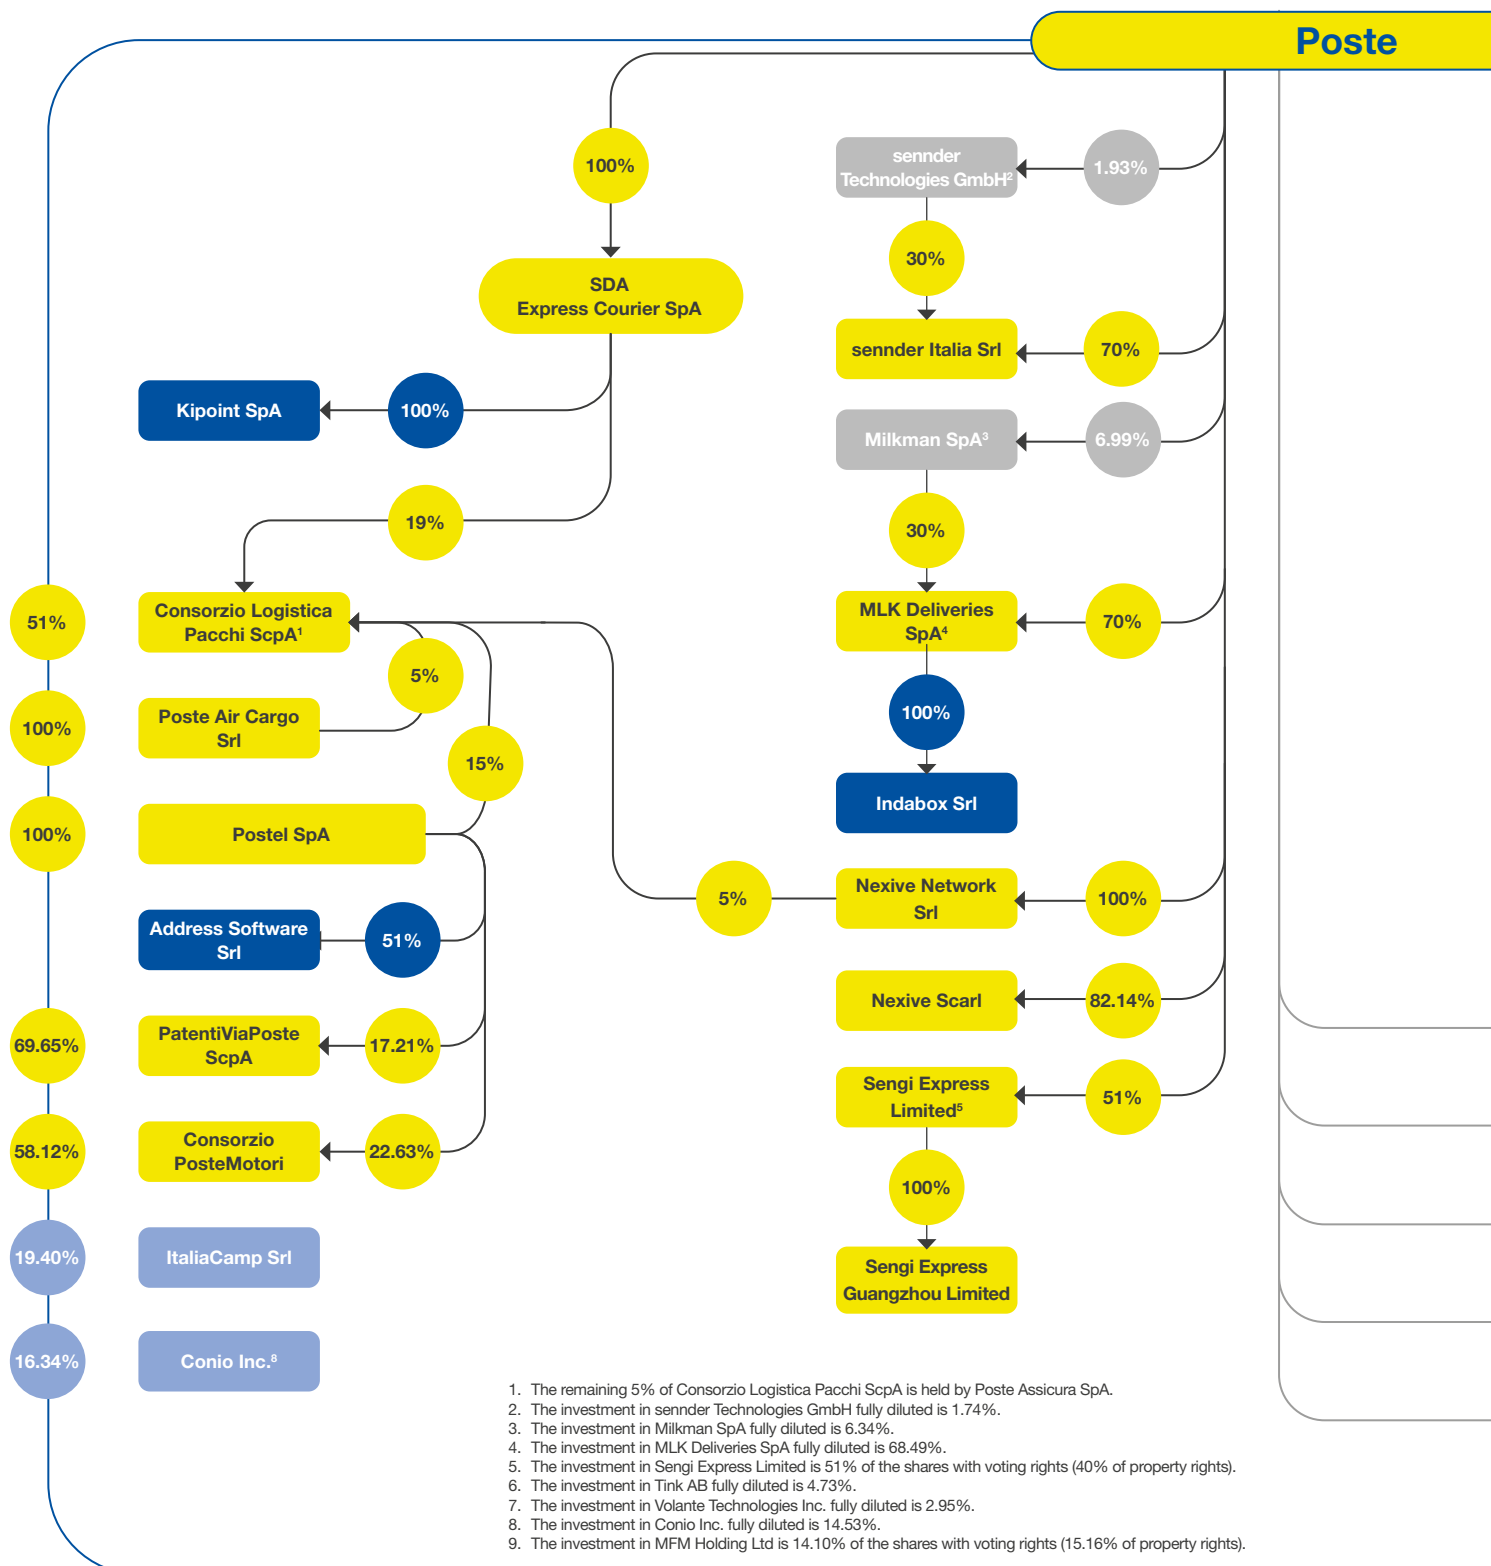 Poste
100%
sennder
Technologies GmbH²
1.93%
30%
SDA
Express Courier SpA
sennder Italia Srl
70%
Kipoint SpA
100%
Milkman SpA³
6.99%
19%
30%
51%
Consorzio Logistica
Pacchi ScpA¹
MLK Deliveries
SpA⁴
70%
5%
100%
Poste Air Cargo
Srl
100%
15%
Indabox Srl
100%
Postel SpA
5%
Nexive Network
Srl
100%
Address Software
Srl
51%
Nexive Scarl
82.14%
69.65%
PatentiViaPoste
ScpA
17.21%
Sengi Express
Limited⁵
51%
58.12%
Consorzio
PosteMotori
22.63%
100%
19.40%
ItaliaCamp Srl
Sengi Express
Guangzhou Limited
16.34%
Conio Inc.⁸
1. The remaining 5% of Consorzio Logistica Pacchi ScpA is held by Poste Assicura SpA.
2. The investment in sennder Technologies GmbH fully diluted is 1.74%.
3. The investment in Milkman SpA fully diluted is 6.34%.
4. The investment in MLK Deliveries SpA fully diluted is 68.49%.
5. The investment in Sengi Express Limited is 51% of the shares with voting rights (40% of property rights).
6. The investment in Tink AB fully diluted is 4.73%.
7. The investment in Volante Technologies Inc. fully diluted is 2.95%.
8. The investment in Conio Inc. fully diluted is 14.53%.
9. The investment in MFM Holding Ltd is 14.10% of the shares with voting rights (15.16% of property rights).